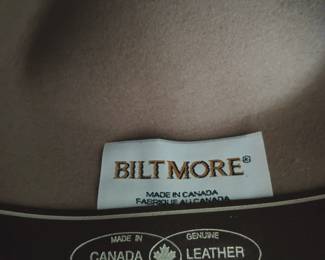 BILTMORE®
MADE IN CANADA
FABRIQUE AU CANADA
MADE IN
CANADA
GENUINE
LEATHER